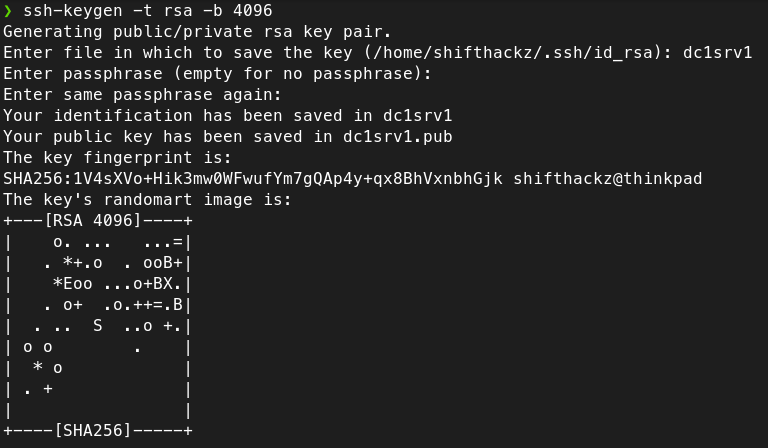 ❯ ssh-keygen -t rsa -b 4096
Generating public/private rsa key pair.
Enter file in which to save the key (/home/shifthackz/.ssh/id_rsa): dc1srv1
Enter passphrase (empty for no passphrase):
Enter same passphrase again:
Your identification has been saved in dc1srv1
Your public key has been saved in dc1srv1.pub
The key fingerprint is:
SHA256:1V4sXVo+Hik3mw0WFwufYm7gQAp4y+qx8BhVxnbhGjk shifthackz@thinkpad
The key's randomart image is:
+---[RSA 4096]----+
|    o. ...   ...=|
|   . *+.o  . ooB+|
|    *Eoo ...o+BX.|
|   . o+  .o.++=.B|
|  . ..  S  ..o +.|
| o o        .    |
|  * o            |
| . +             |
|                 |
+----[SHA256]-----+